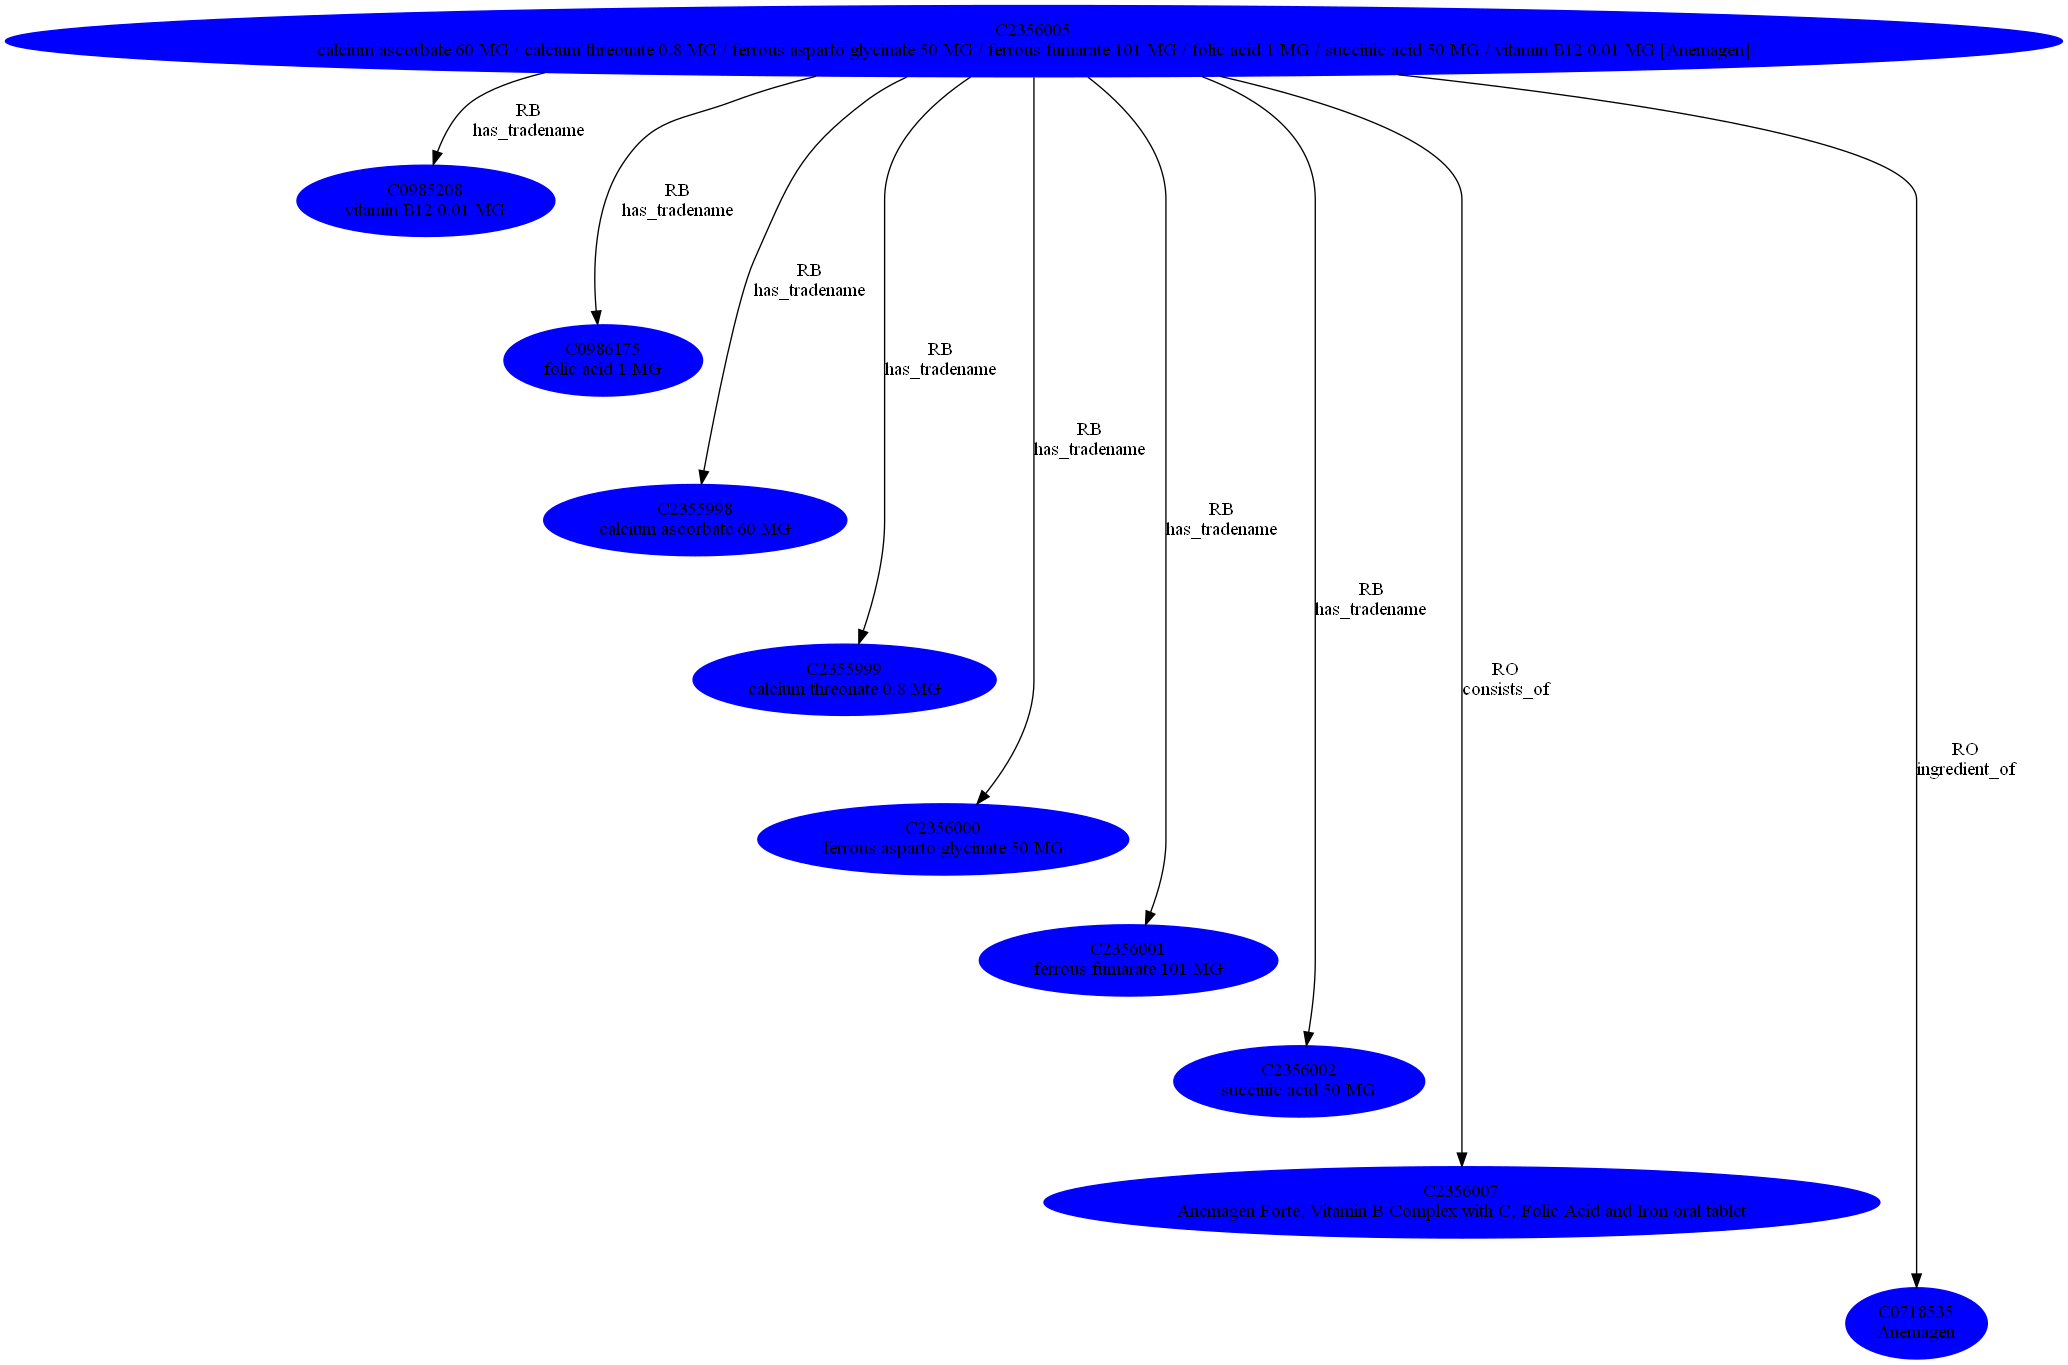 C2356005
calcium ascorbate 60 MG / calcium threonate 0.8 MG / ferrous asparto glycinate 50 MG / ferrous fumarate 101 MG / folic acid 1 MG / succinic acid 50 MG / vitamin B12 0.01 MG [Anemagen]
RB
has_tradename
C0985208
vitamin B12 0.01 MG
RB
has_tradename
RB
has_tradename
C0986175
folic acid 1 MG
RB
has_tradename
RB
has_tradename
C2355998
calcium ascorbate 60 MG
RB
has_tradename
RB
has_tradename
C2355999
calcium threonate 0.8 MG
RO
consists_of
RO
ingredient_of
C2356000
ferrous asparto glycinate 50 MG
C2356001
ferrous fumarate 101 MG
C2356002
succinic acid 50 MG
C2356007
Anemagen Forte, Vitamin B Complex with C, Folic Acid and Iron oral tablet
C0718535
Anemagen